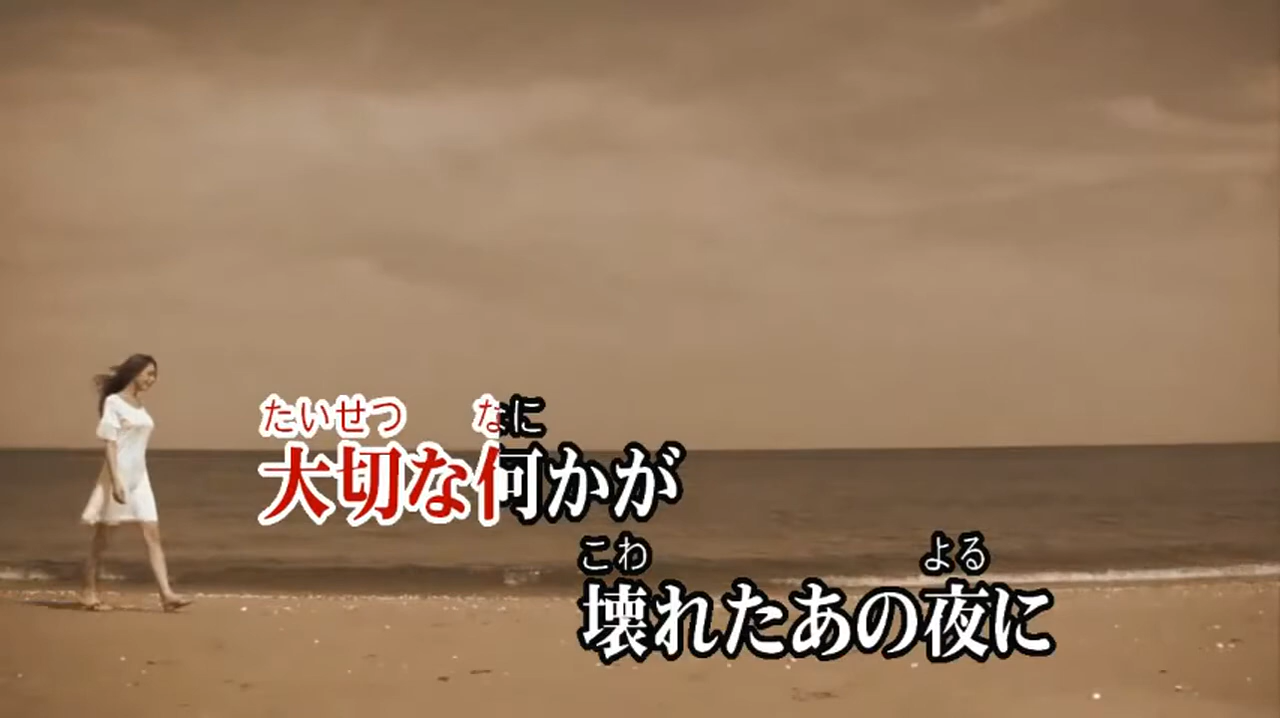 たいせつ なに
大切な何かが
こわ よる
壊れたあの夜に